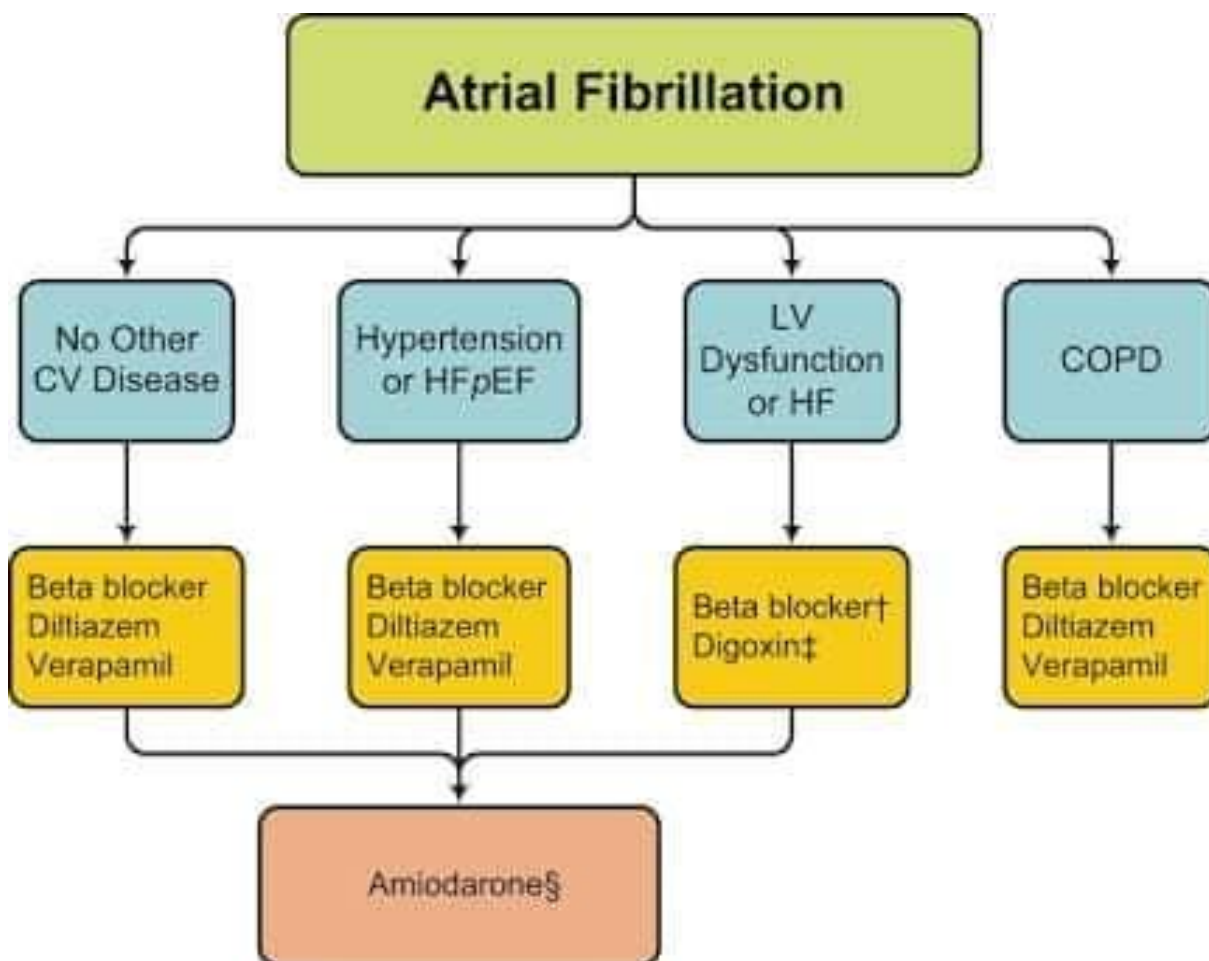 Atrial Fibrillation
No Other
CV Disease
Hypertension
or HFpEF
LV
Dysfunction
or HF
COPD
Beta blocker
Diltiazem
Verapamil
Beta blocker
Diltiazem
Verapamil
Beta blocker†
Digoxin‡
Beta blocker
Diltiazem
Verapamil
Amiodarone§